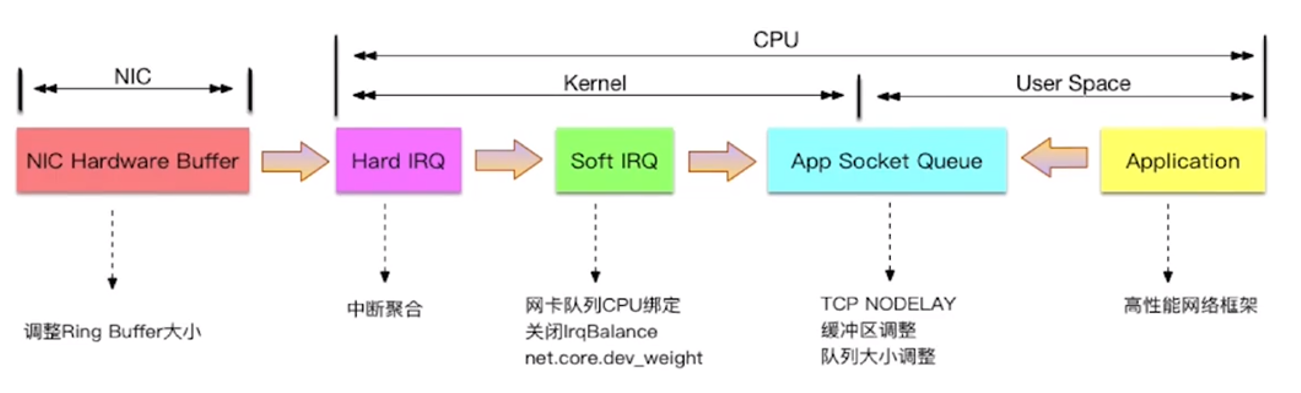 CPU
NIC
Kernel
User Space
NIC Hardware Buffer
Hard IRQ
Soft IRQ
App Socket Queue
Application
调整Ring Buffer大小
中断聚合
网卡队列CPU绑定
关闭IrqBalance
net.core.dev_weight
TCP NODELAY
缓冲区调整
队列大小调整
高性能网络框架